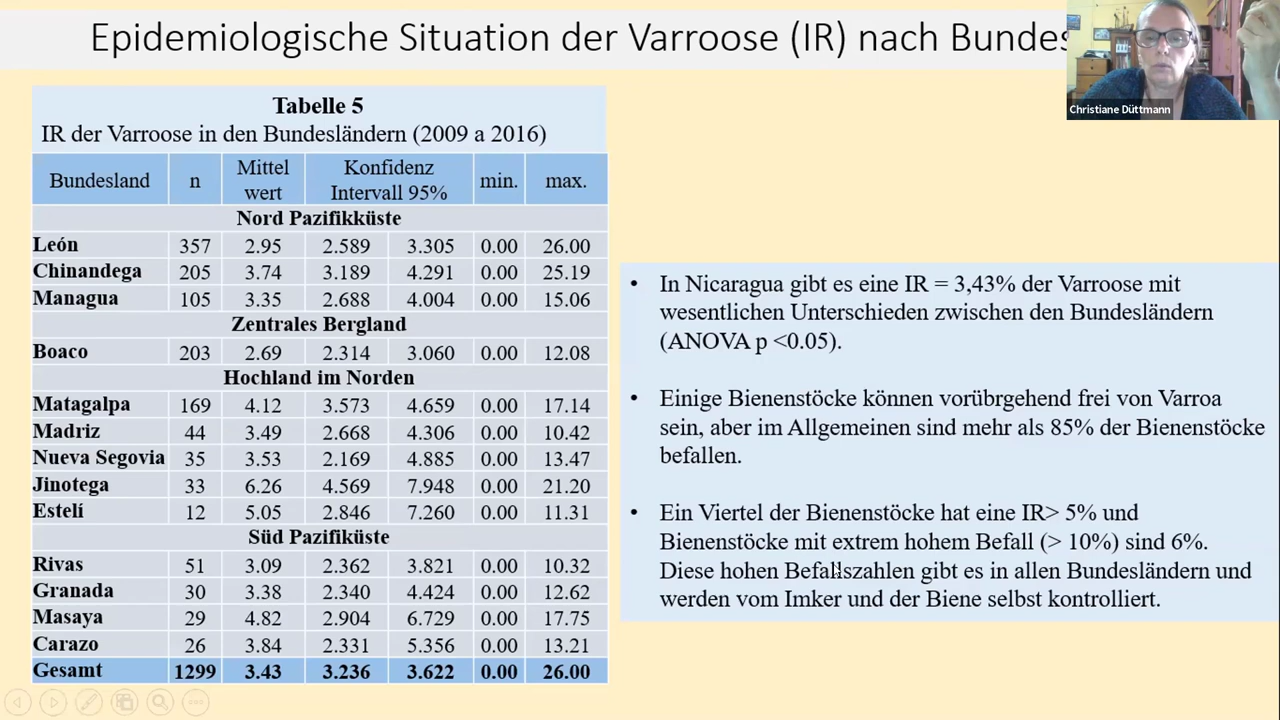 Epidemiologische Situation der Varroose (IR) nach Bundes
Christiane Düttmann
Tabelle 5
IR der Varroose in den Bundesländern (2009 a 2016)
Bundesland n Mittel wert Konfidenz Intervall 95% min. max.
Nord Pazifikküste
León 357 2.95 2.589 3.305 0.00 26.00
Chinandega 205 3.74 3.189 4.291 0.00 25.19
Managua 105 3.35 2.688 4.004 0.00 15.06
Zentrales Bergland
Boaco 203 2.69 2.314 3.060 0.00 12.08
Hochland im Norden
Matagalpa 169 4.12 3.573 4.659 0.00 17.14
Madriz 44 3.49 2.668 4.306 0.00 10.42
Nueva Segovia 35 3.53 2.169 4.885 0.00 13.47
Jinotega 33 6.26 4.569 7.948 0.00 21.20
Estelí 12 5.05 2.846 7.260 0.00 11.31
Süd Pazifiküste
Rivas 51 3.09 2.362 3.821 0.00 10.32
Granada 30 3.38 2.340 4.424 0.00 12.62
Masaya 29 4.82 2.904 6.729 0.00 17.75
Carazo 26 3.84 2.331 5.356 0.00 13.21
Gesamt 1299 3.43 3.236 3.622 0.00 26.00
• In Nicaragua gibt es eine IR = 3,43% der Varroose mit
wesentlichen Unterschieden zwischen den Bundesländern
(ANOVA p <0.05).
• Einige Bienenstöcke können vorübrgehend frei von Varroa
sein, aber im Allgemeinen sind mehr als 85% der Bienenstöcke
befallen.
• Ein Viertel der Bienenstöcke hat eine IR> 5% und
Bienenstöcke mit extrem hohem Befall (> 10%) sind 6%.
Diese hohen Befallszahlen gibt es in allen Bundesländern und
werden vom Imker und der Biene selbst kontrolliert.